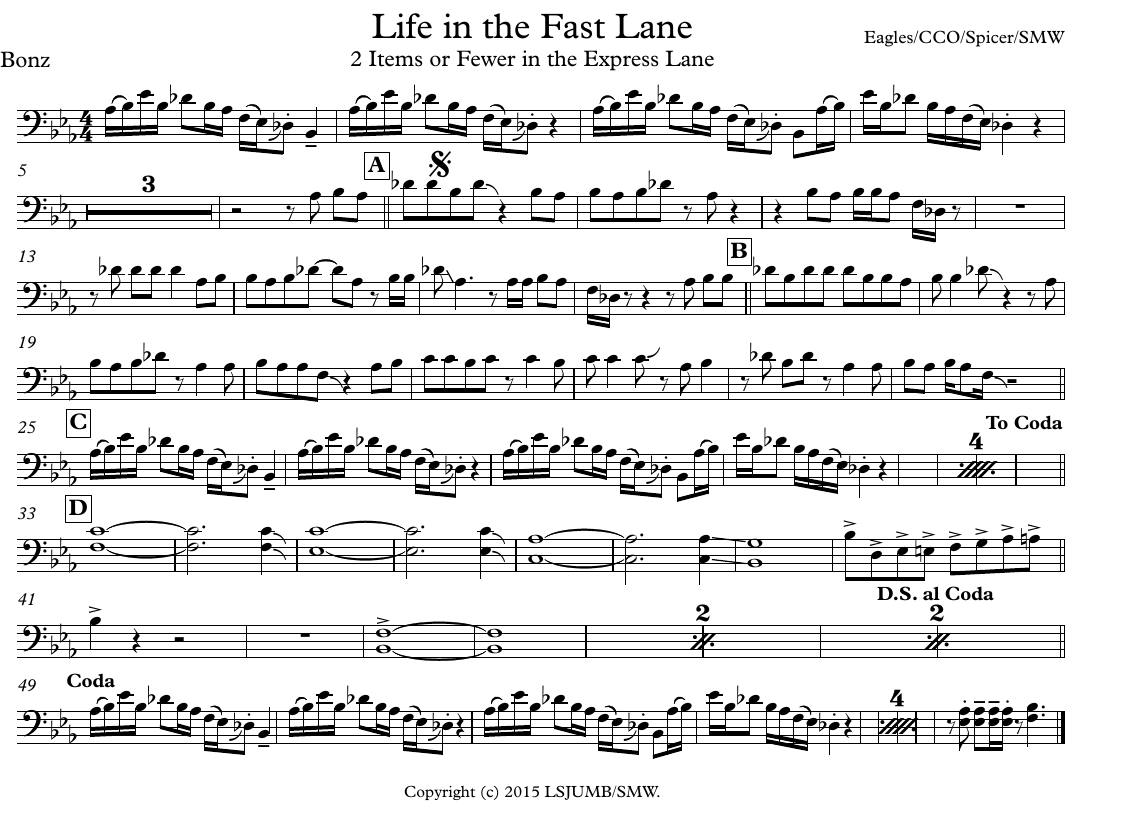 Life in the Fast Lane
Eagles/CCO/Spicer/SMW
Bonz
2 Items or Fewer in the Express Lane
4
4
5
3
A
13
B
19
25
C
To Coda
4
33
D
D.S. al Coda
41
2
2
49
Coda
4
Copyright (c) 2015 LSJUMB/SMW.